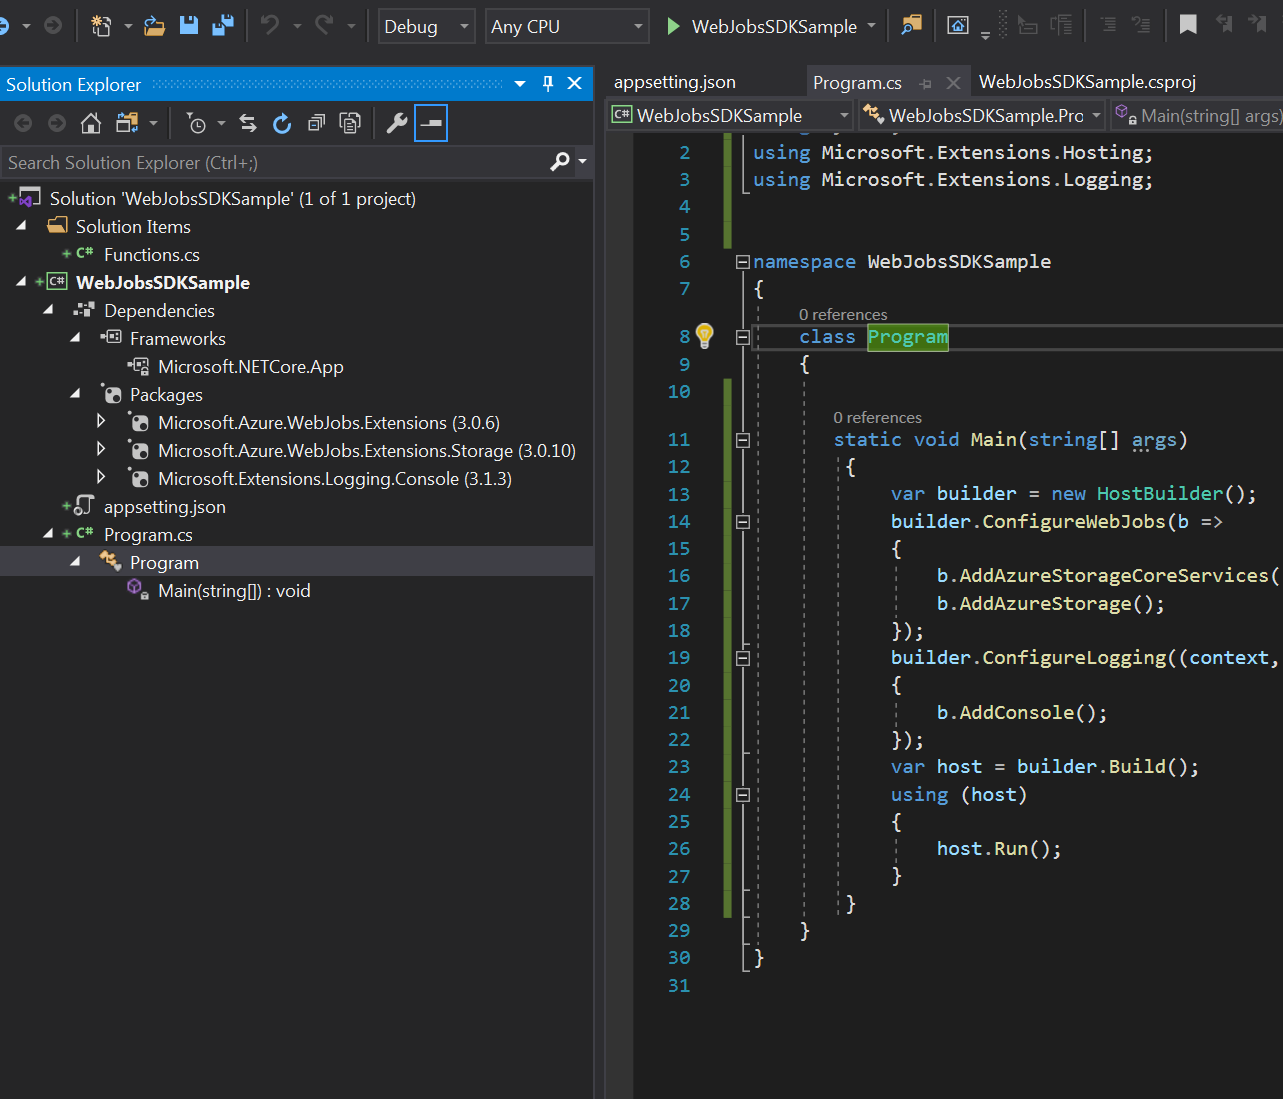 Debug
Any CPU
WebJobsSDKSample
Solution Explorer
Search Solution Explorer (Ctrl+;)
Solution 'WebJobsSDKSample' (1 of 1 project)
Solution Items
C# Functions.cs
C# WebJobsSDKSample
Dependencies
Frameworks
Microsoft.NETCore.App
Packages
Microsoft.Azure.WebJobs.Extensions (3.0.6)
Microsoft.Azure.WebJobs.Extensions.Storage (3.0.10)
Microsoft.Extensions.Logging.Console (3.1.3)
appsetting.json
C# Program.cs
Program
Main(string[]) : void
appsetting.json
Program.cs
WebJobsSDKSample.csproj
C# WebJobsSDKSample
WebJobsSDKSample.Pro
Main(string[] args)
2 using Microsoft.Extensions.Hosting;
3 using Microsoft.Extensions.Logging;
4
5
6 namespace WebJobsSDKSample
7 {
0 references
8 class Program
9 {
10
0 references
11 static void Main(string[] args)
12 {
13 var builder = new HostBuilder();
14 builder.ConfigureWebJobs(b =>
15 {
16 b.AddAzureStorageCoreServices(
17 b.AddAzureStorage();
18 });
19 builder.ConfigureLogging((context,
20 {
21 b.AddConsole();
22 });
23 var host = builder.Build();
24 using (host)
25 {
26 host.Run();
27 }
28 }
29 }
30 }
31